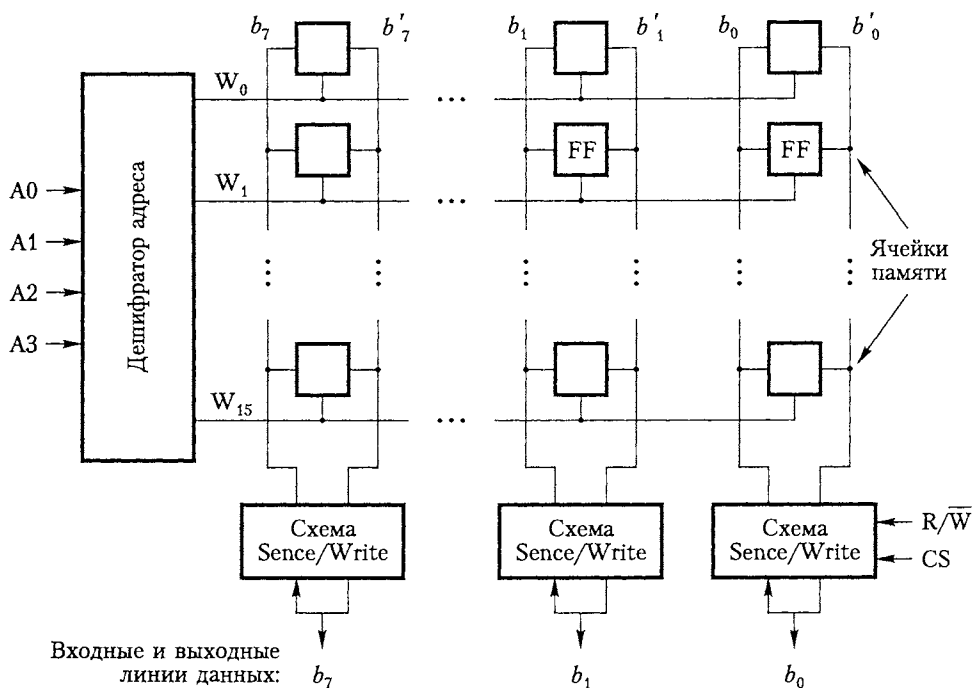 b₇ b′₇ b₁ b′₁ b₀ b′₀
W₀
...
FF FF
A0
W₁
...
A1
Дешифратор адреса
Ячейки
памяти
A2
A3
W₁₅
...
Схема
Sence/Write
Схема
Sence/Write
Схема
Sence/Write
R/W̅
CS
Входные и выходные
линии данных: b₇ b₁ b₀